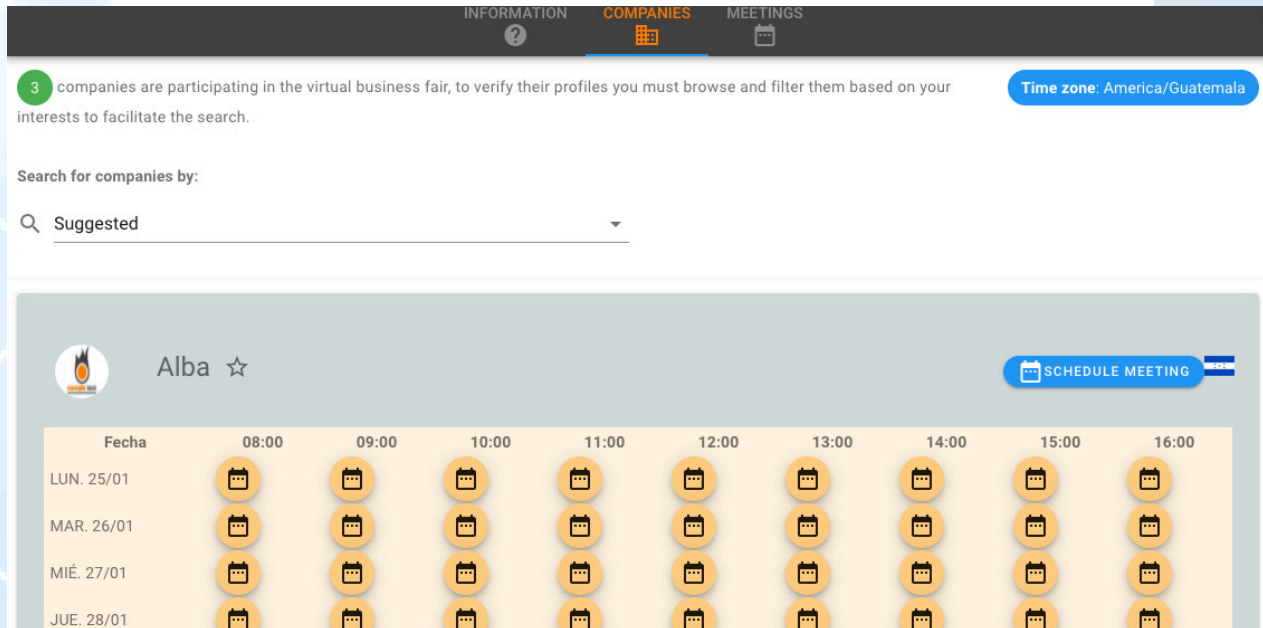 INFORMATION COMPANIES MEETINGS
3 companies are participating in the virtual business fair, to verify their profiles you must browse and filter them based on your
interests to facilitate the search.
Time zone: America/Guatemala
Search for companies by:
Suggested
Alba
SCHEDULE MEETING
Fecha 08:00 09:00 10:00 11:00 12:00 13:00 14:00 15:00 16:00
LUN. 25/01
MAR. 26/01
MIÉ. 27/01
JUE. 28/01